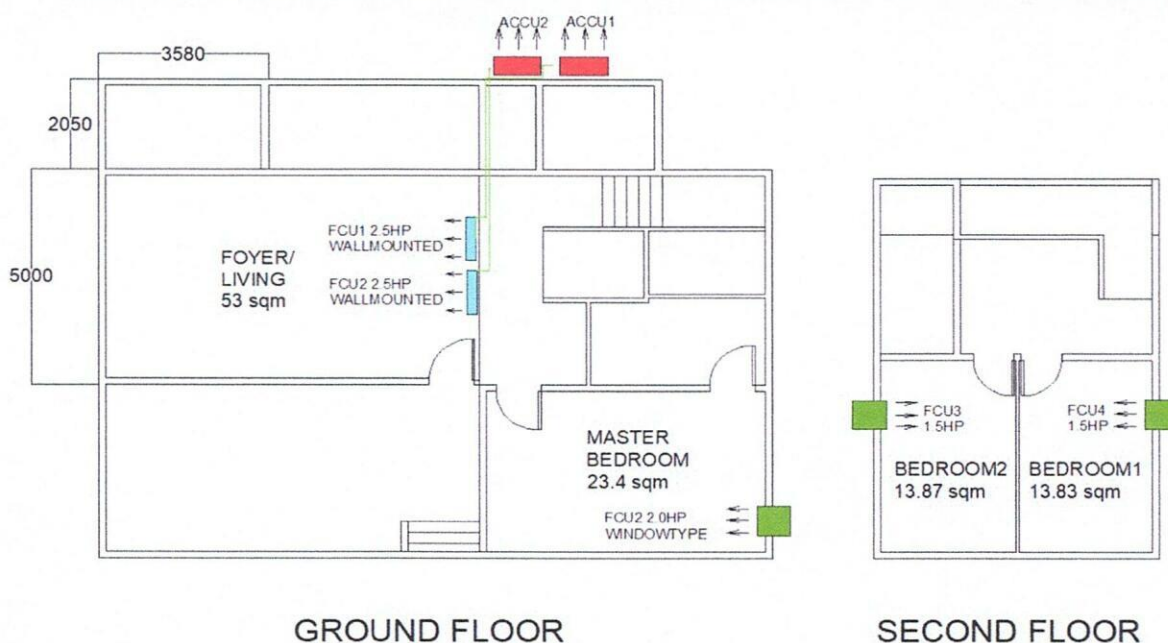 ACCU2
ACCU1
3580
2050
5000
FOYER/
LIVING
53 sqm
FCU1 2.5HP
WALLMOUNTED
FCU2 2.5HP
WALLMOUNTED
MASTER
BEDROOM
23.4 sqm
FCU2 2.0HP
WINDOWTYPE
GROUND FLOOR
FCU3
1.5HP
FCU4
1.5HP
BEDROOM2
13.87 sqm
BEDROOM1
13.83 sqm
SECOND FLOOR